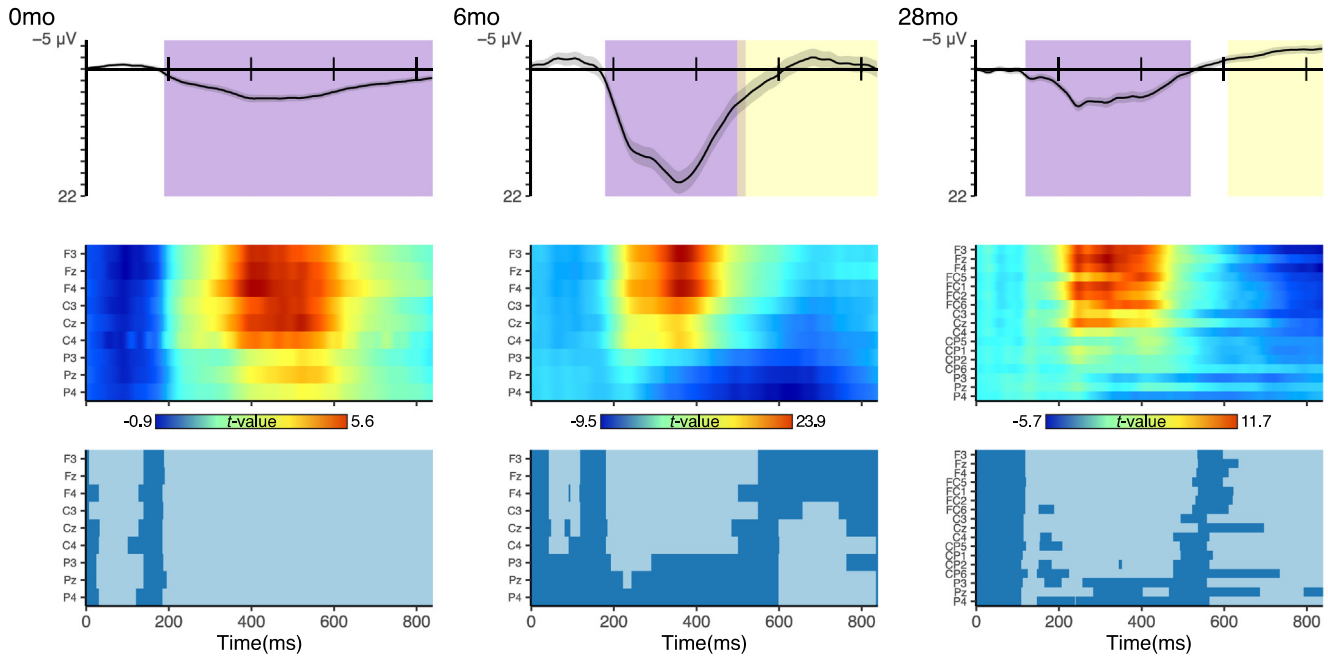 0mo
6mo
28mo
−5 μV
−5 μV
−5 μV
22
22
22
F3
Fz
F4
C3
Cz
C4
P3
Pz
P4
F3
Fz
F4
C3
Cz
C4
P3
Pz
P4
F3
Fz
F4
FC5
FC1
FC2
FC6
C3
Cz
C4
CP5
CP1
CP2
CP6
P3
Pz
P4
-0.9 t-value 5.6
-9.5 t-value 23.9
-5.7 t-value 11.7
F3
Fz
F4
C3
Cz
C4
P3
Pz
P4
F3
Fz
F4
C3
Cz
C4
P3
Pz
P4
F3
Fz
F4
FC5
FC1
FC2
FC6
C3
Cz
C4
CP5
CP1
CP2
CP6
P3
Pz
P4
0 200 400 600 800
0 200 400 600 800
0 200 400 600 800
Time(ms)
Time(ms)
Time(ms)